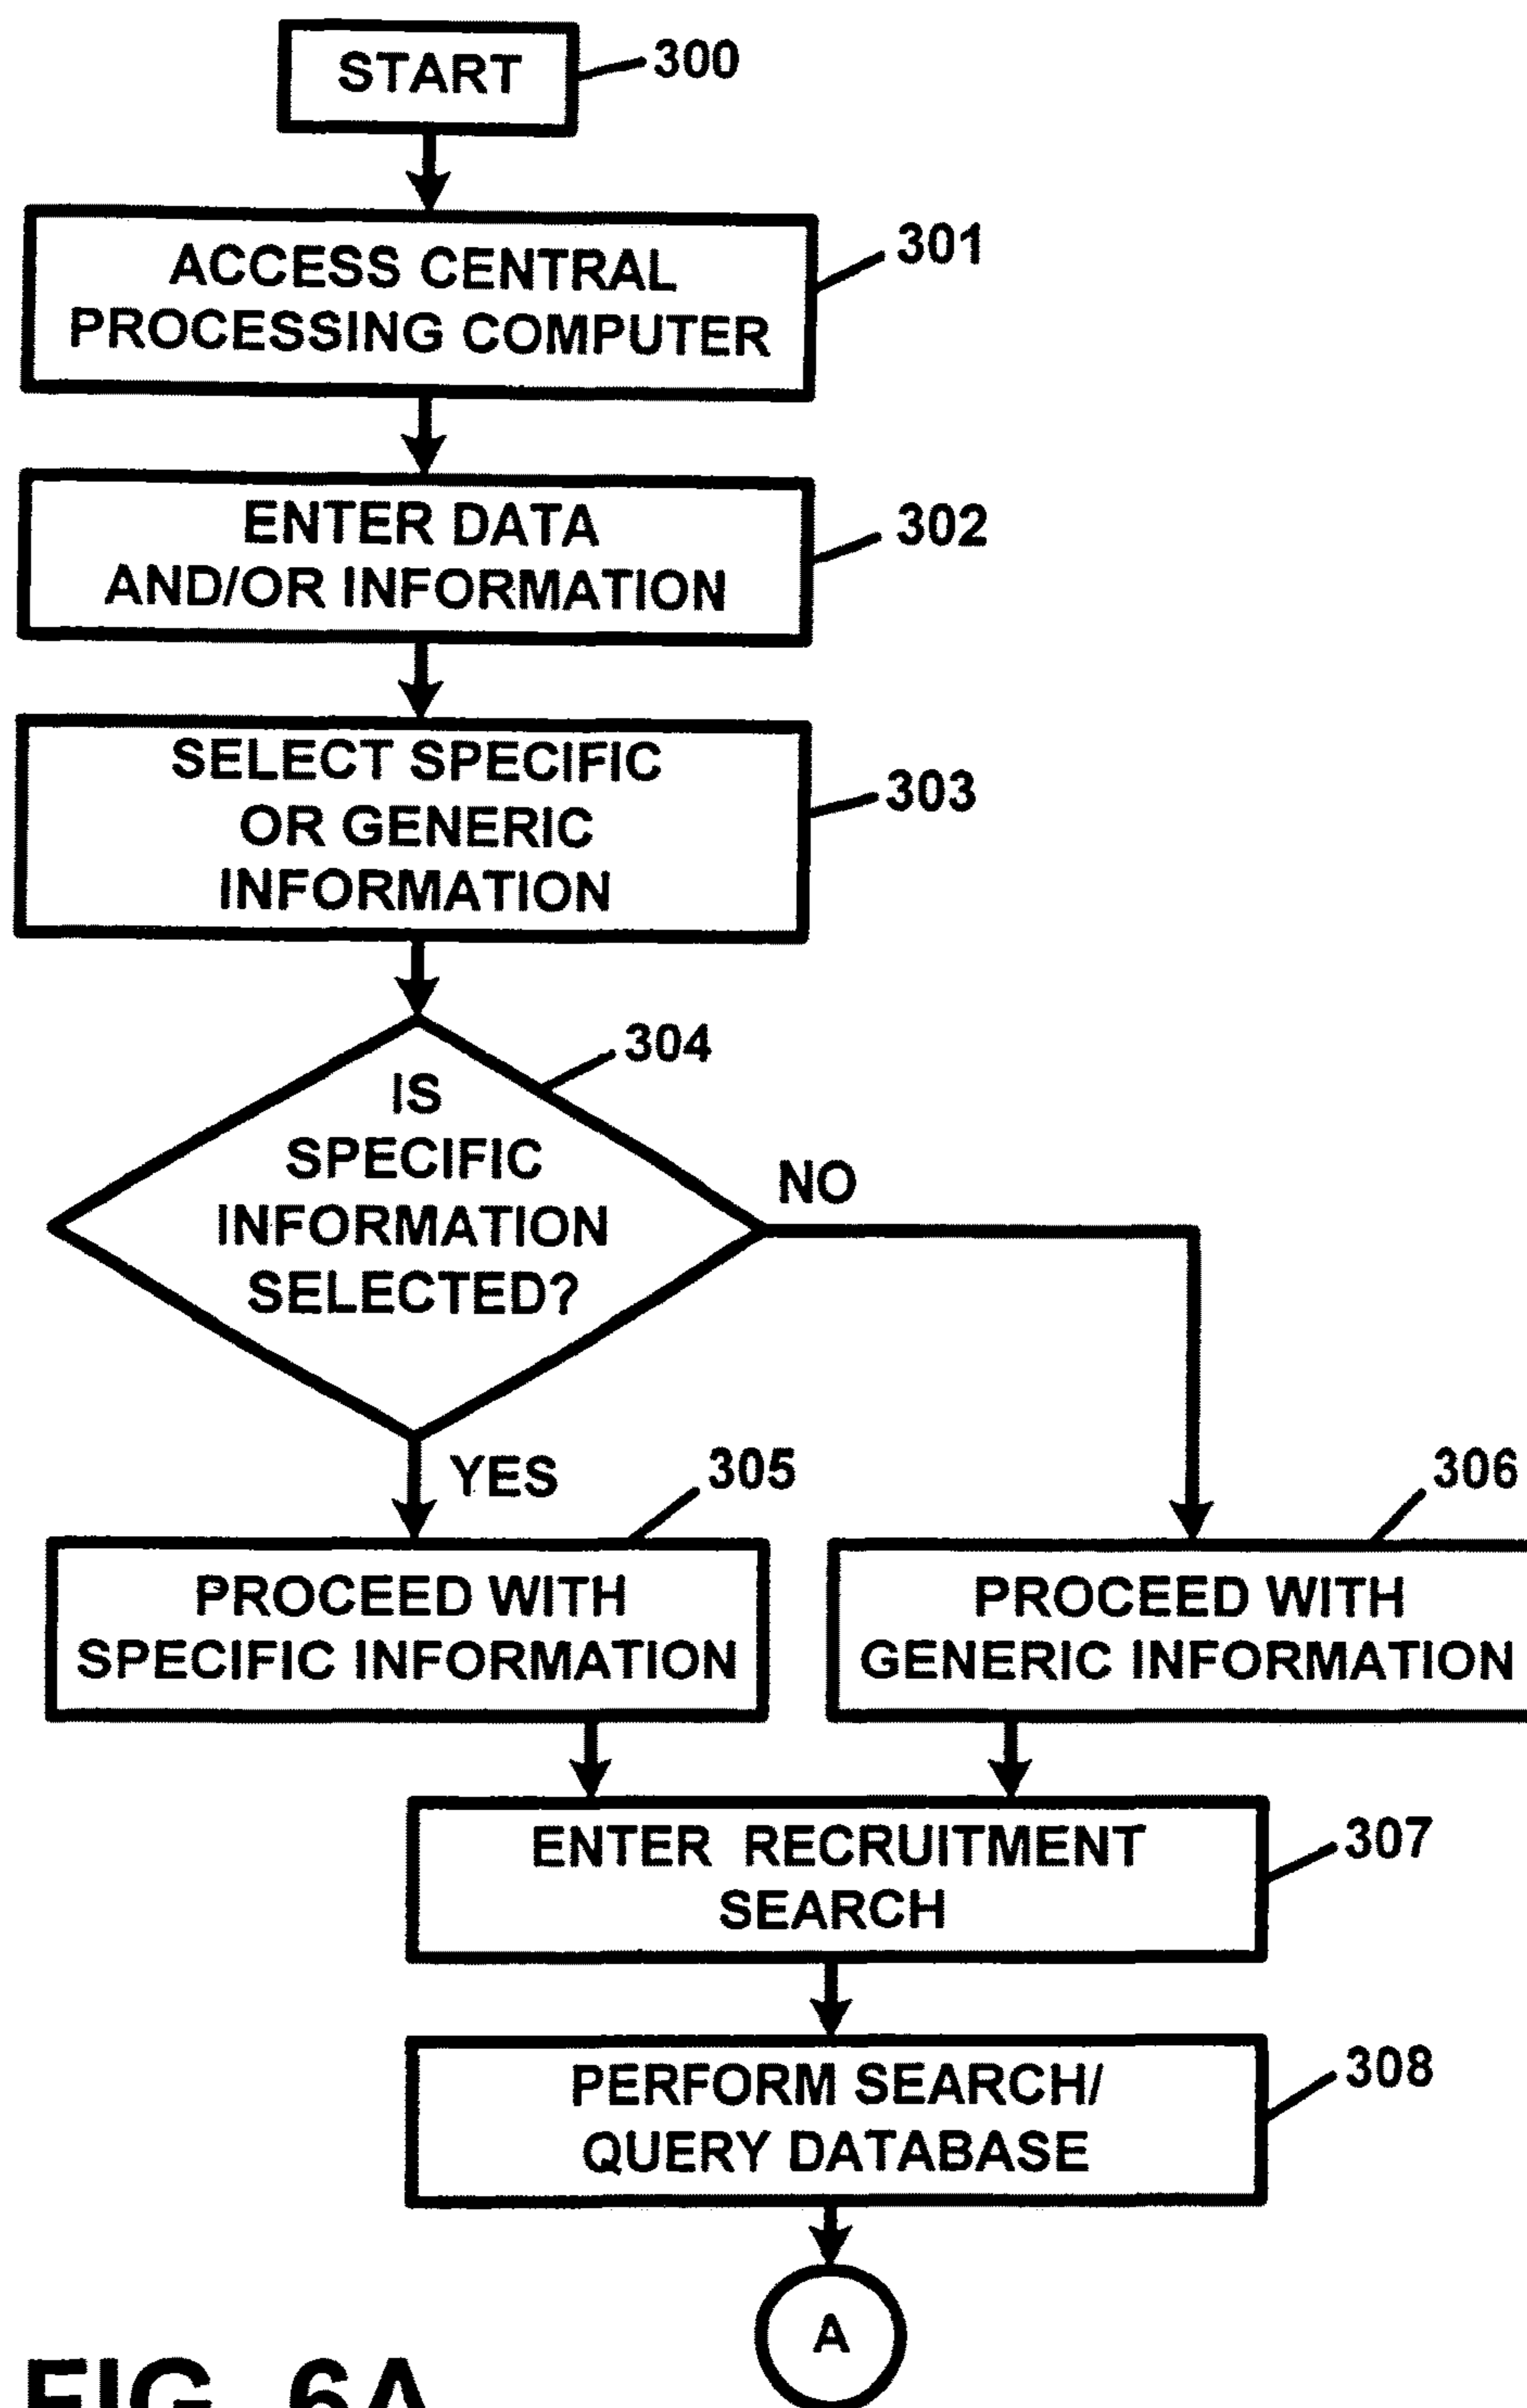 START
300
ACCESS CENTRAL
PROCESSING COMPUTER
301
ENTER DATA
AND/OR INFORMATION
302
SELECT SPECIFIC
OR GENERIC
INFORMATION
303
304
IS
SPECIFIC
INFORMATION
SELECTED?
NO
YES
305
306
PROCEED WITH
SPECIFIC INFORMATION
PROCEED WITH
GENERIC INFORMATION
ENTER RECRUITMENT
SEARCH
307
PERFORM SEARCH/
QUERY DATABASE
308
A
FIG. 6A